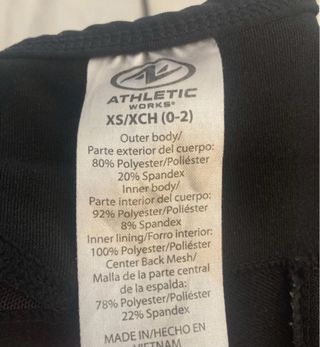 ATHLETIC
WORKS®
XS/XCH (0-2)
Outer body/
Parte exterior del cuerpo:
80% Polyester/Poliéster
20% Spandex
Inner body/
Parte interior del cuerpo:
92% Polyester/Poliéster
8% Spandex
Inner lining/Forro interior:
100% Polyester/Poliéster
Center Back Mesh/
Malla de la parte central
de la espalda:
78% Polyester/Poliéster
22% Spandex
MADE IN/HECHO EN
VIETNAM